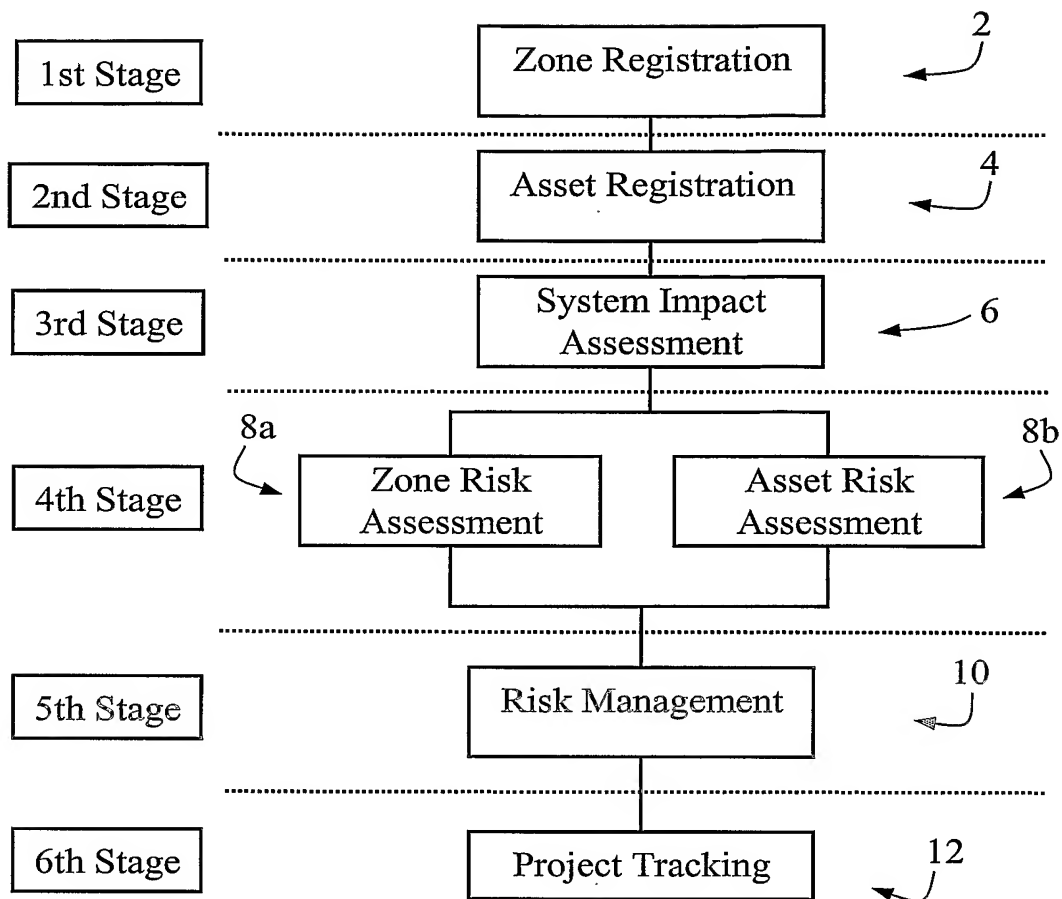 1st Stage
Zone Registration
2
2nd Stage
Asset Registration
4
3rd Stage
System Impact
Assessment
6
8a
8b
4th Stage
Zone Risk
Assessment
Asset Risk
Assessment
5th Stage
Risk Management
10
6th Stage
Project Tracking
12